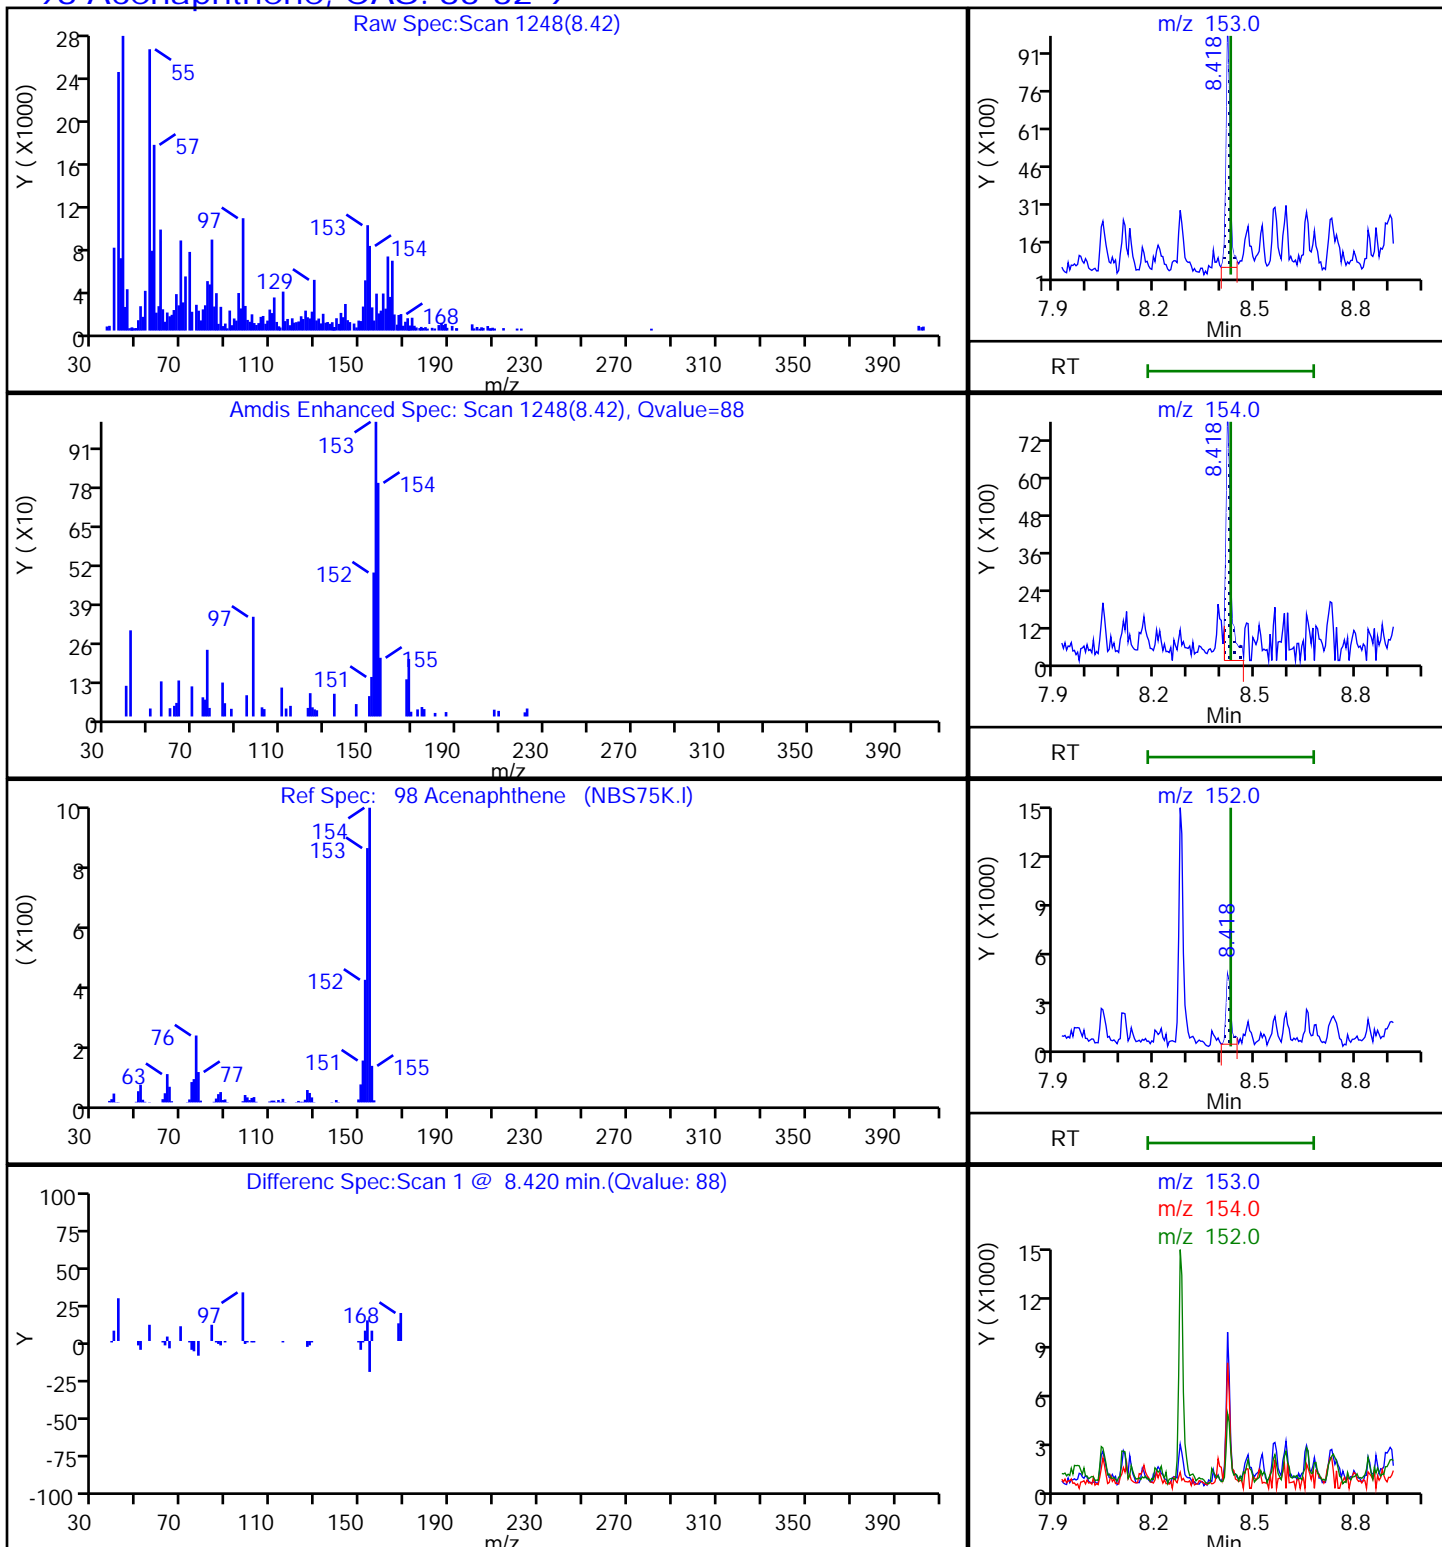 Raw Spec:Scan 1248(8.42)
28
24
20
16
12
8
4
0
Y ( X1000)
55
57
97
129
153
154
168
30 70 110 150 190 230 270 310 350 390
m/z
m/z 153.0
91
76
61
46
31
16
1
Y ( X100)
8.418
7.9 8.2 8.5 8.8
Min
RT
Amdis Enhanced Spec: Scan 1248(8.42), Qvalue=88
91
78
65
52
39
26
13
0
Y ( X10)
153
154
152
97
151
155
30 70 110 150 190 230 270 310 350 390
m/z
m/z 154.0
72
60
48
36
24
12
0
Y ( X100)
8.418
7.9 8.2 8.5 8.8
Min
RT
Ref Spec: 98 Acenaphthene (NBS75K.I)
10
8
6
4
2
0
( X100)
154
153
152
76
151
155
63
77
30 70 110 150 190 230 270 310 350 390
m/z 152.0
15
12
9
6
3
0
Y ( X1000)
8.418
7.9 8.2 8.5 8.8
Min
RT
Differenc Spec:Scan 1 @ 8.420 min.(Qvalue: 88)
100
75
50
25
0
-25
-50
-75
-100
Y
97
168
30 70 110 150 190 230 270 310 350 390
m/z
m/z 153.0
m/z 154.0
m/z 152.0
15
12
9
6
3
0
Y ( X1000)
7.9 8.2 8.5 8.8
Min